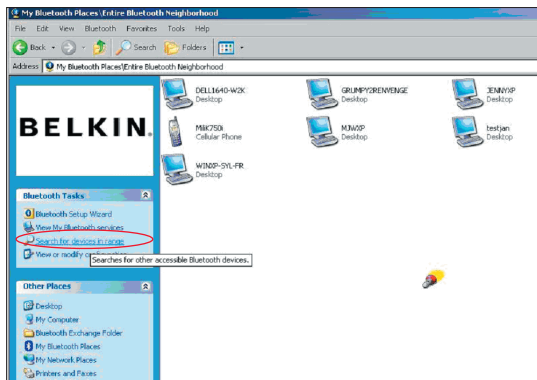 My Bluetooth Places\Entire Bluetooth Neighborhood
File Edit View Bluetooth Favorites Tools Help
Back Search Folders
Address My Bluetooth Places\Entire Bluetooth Neighborhood
BELKIN.
DELL1640-W2K
Desktop
GRUMPY2RENVENGE
Desktop
JENNYXP
Desktop
MiiK750i
Cellular Phone
MJWXP
Desktop
testjan
Desktop
WINXP-SYL-FR
Desktop
Bluetooth Tasks
Bluetooth Setup Wizard
View My Bluetooth services
Search for devices in range
View or modify
Searches for other accessible Bluetooth devices.
Other Places
Desktop
My Computer
Bluetooth Exchange Folder
My Bluetooth Places
My Network Places
Printers and Faxes